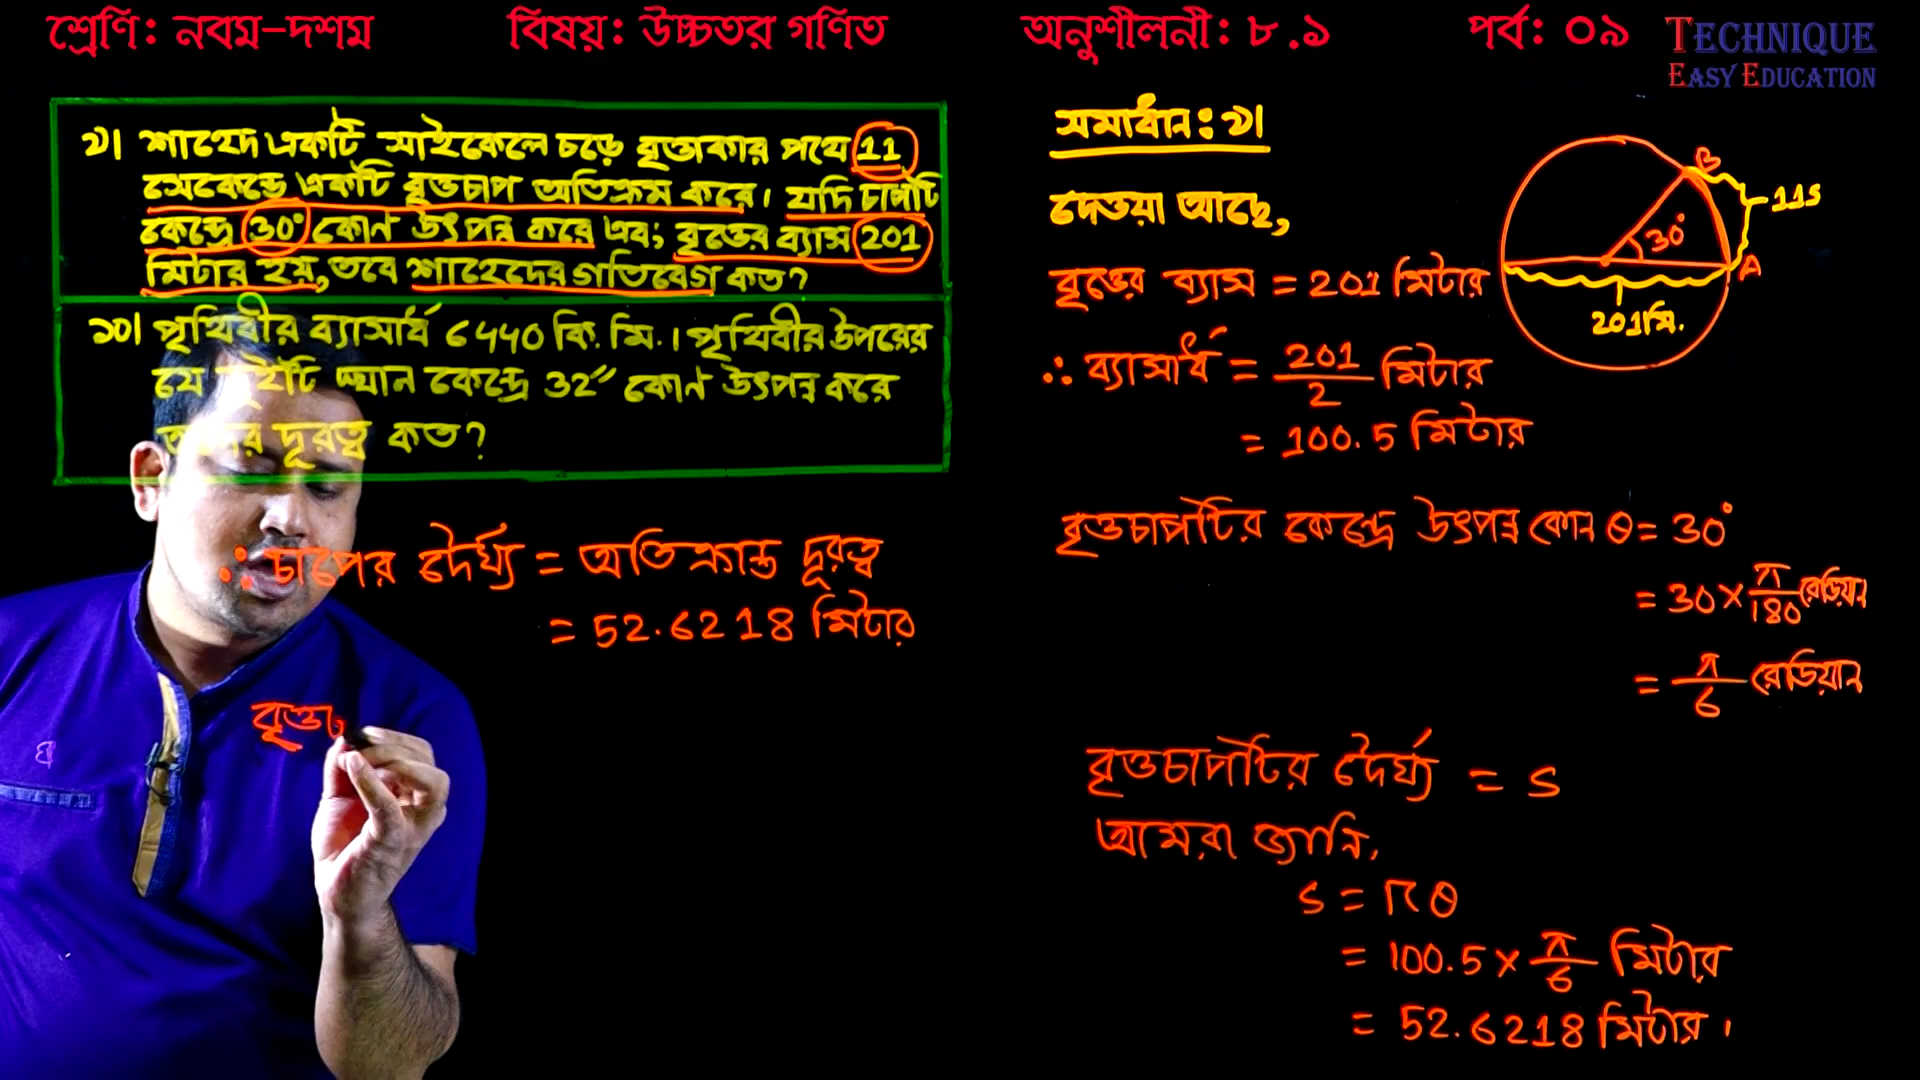 শ্রেণি: নবম-দশম বিষয়: উচ্চতর গণিত অনুশীলনী: ৮.১ পর্ব: ০৯
TECHNIQUE
EASY EDUCATION
৯। শাহেদ একটি সাইকেলে চড়ে বৃত্তাকার পথে 11
সেকেন্ডে একটি বৃত্তচাপ অতিক্রম করে। যদি চাপটি
কেন্দ্রে 30° কোণ উৎপন্ন করে এবং বৃত্তের ব্যাস 201
মিটার হয়, তবে শাহেদের গতিবেগ কত?
১০। পৃথিবীর ব্যাসার্ধ ৬৪৪০ কি. মি.। পৃথিবীর উপরের
যে দুইটি স্থান কেন্দ্রে 32″ কোণ উৎপন্ন করে
দূরত্ব কত?
∴ চাপের দৈর্ঘ্য = অতিক্রান্ত দূরত্ব
= 52.6218 মিটার
সমাধান: ৯।
দেওয়া আছে,
বৃত্তের ব্যাস = 201 মিটার
∴ ব্যাসার্ধ = 201/2 মিটার
= 100.5 মিটার
B
11s
30°
A
201মি.
বৃত্তচাপটির কেন্দ্রে উৎপন্ন কোন θ = 30°
= 30 × π/180 রেডিয়ান
= π/6 রেডিয়ান
বৃত্তচাপটির দৈর্ঘ্য = s
আমরা জানি,
s = rθ
= 100.5 × π/6 মিটার
= 52.6218 মিটার।